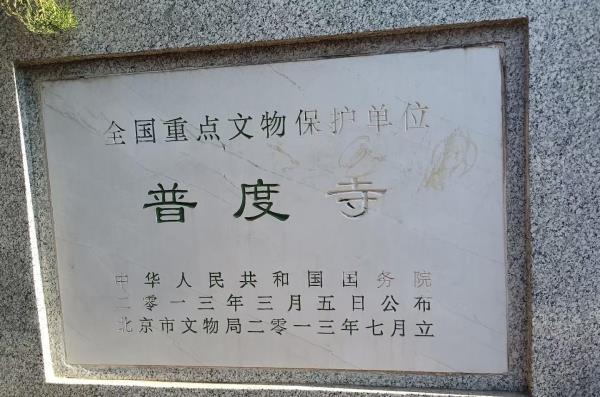 全国重点文物保护单位
普度寺
中华人民共和国国务院
二零一三年三月五日公布
北京市文物局二零一三年七月立